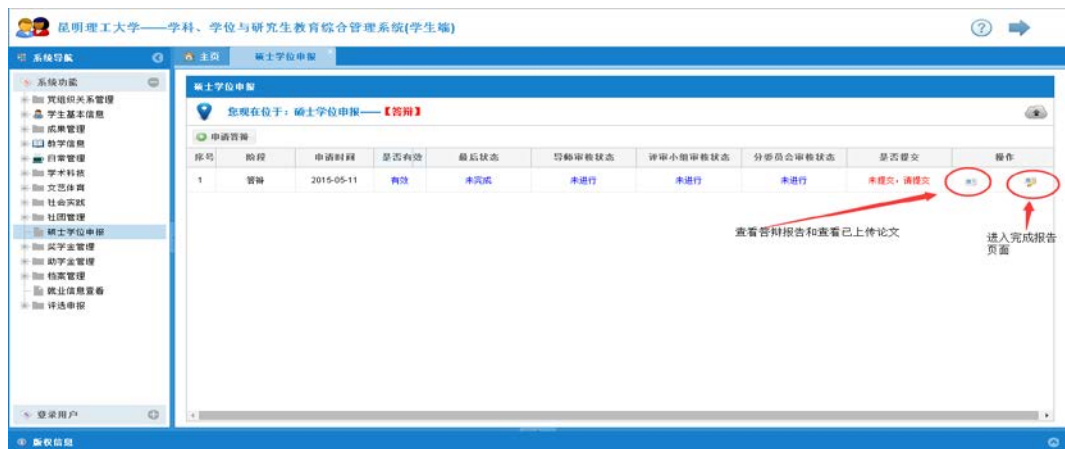 昆明理工大学——学科、学位与研究生教育综合管理系统(学生端)
系统导航
主页
硕士学位申报
系统功能
党组织关系管理
学生基本信息
成果管理
教学信息
日常管理
学术科技
文艺体育
社会实践
社团管理
硕士学位申报
奖学金管理
助学金管理
档案管理
就业信息查看
评选申报
登录用户
硕士学位申报
您现在位于：硕士学位申报——【答辩】
申请答辩
序号 阶段 申请时间 是否有效 最后状态 导师审核状态 评审小组审核状态 分委员会审核状态 是否提交 操作
1 答辩 2015-05-11 有效 未完成 未进行 未进行 未进行 未提交，请提交
查看答辩报告和查看已上传论文
进入完成报告
页面
版权信息